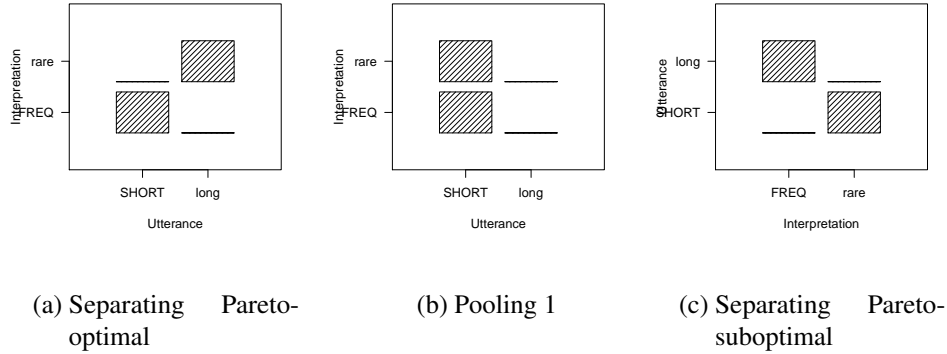 Interpretation
rare
FREQ
SHORT long
Utterance
Interpretation
rare
FREQ
SHORT long
Utterance
Utterance
long
SHORT
FREQ rare
Interpretation
(a) Separating Pareto-
optimal
(b) Pooling 1
(c) Separating Pareto-
suboptimal